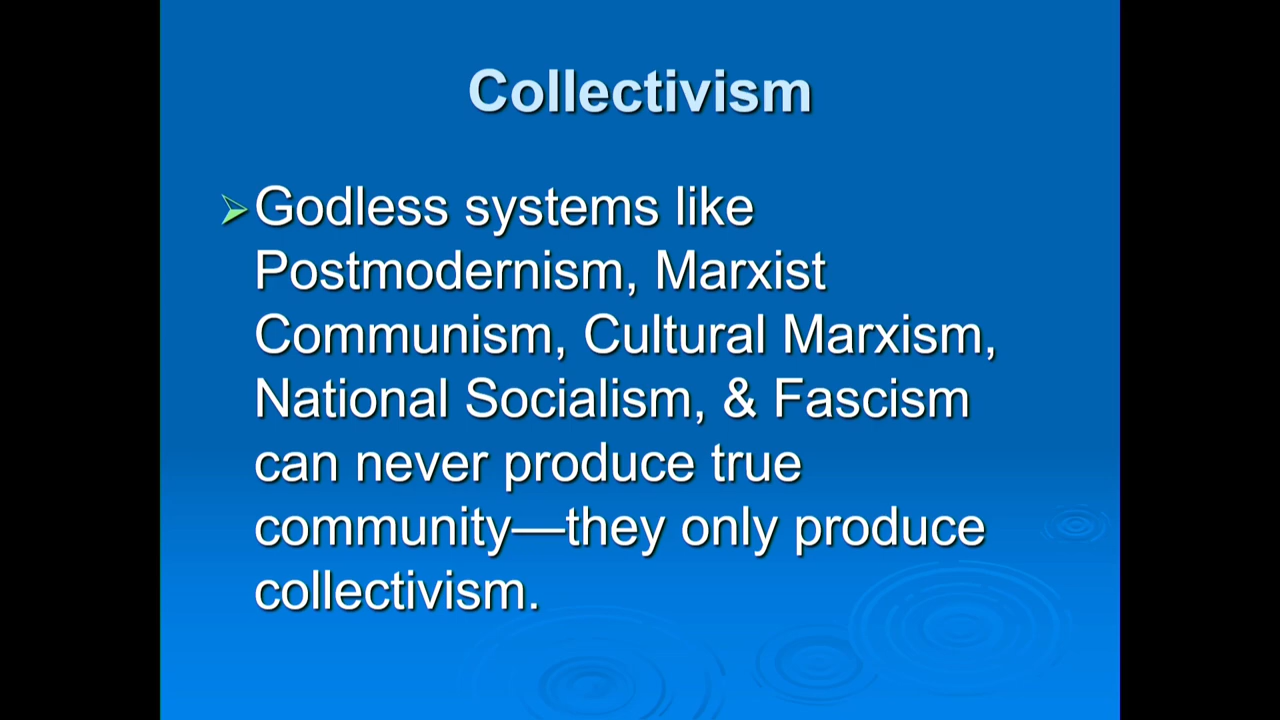 Collectivism
Godless systems like
Postmodernism, Marxist
Communism, Cultural Marxism,
National Socialism, & Fascism
can never produce true
community—they only produce
collectivism.